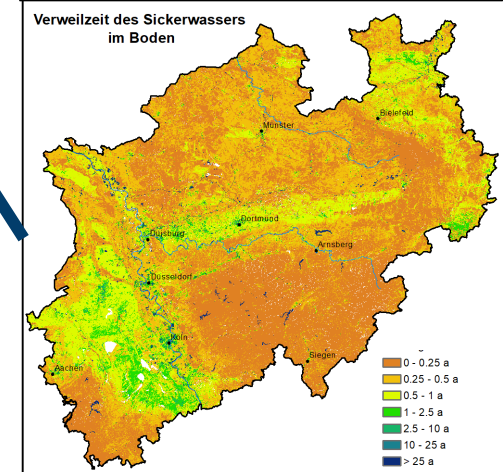 Verweilzeit des Sickerwassers
im Boden
Bielefeld
Münster
Dortmund
Duisburg
Arnsberg
Düsseldorf
Köln
Siegen
Aachen
0 - 0.25 a
0.25 - 0.5 a
0.5 - 1 a
1 - 2.5 a
2.5 - 10 a
10 - 25 a
> 25 a